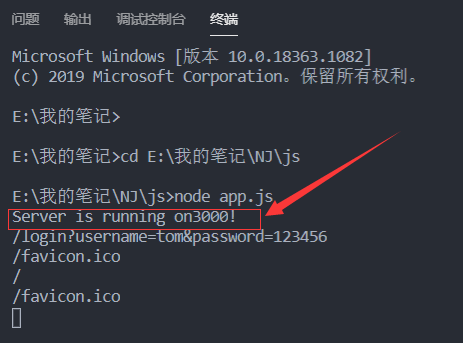 问题 输出 调试控制台 终端
Microsoft Windows [版本 10.0.18363.1082]
(c) 2019 Microsoft Corporation。保留所有权利。
E:\我的笔记>
E:\我的笔记>cd E:\我的笔记\NJ\js
E:\我的笔记\NJ\js>node app.js
Server is running on3000!
/login?username=tom&password=123456
/favicon.ico
/
/favicon.ico